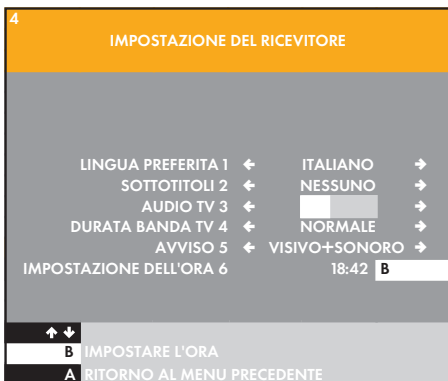 4
IMPOSTAZIONE DEL RICEVITORE
LINGUA PREFERITA 1 ← ITALIANO →
SOTTOTITOLI 2 ← NESSUNO →
AUDIO TV 3 ← →
DURATA BANDA TV 4 ← NORMALE →
AVVISO 5 ← VISIVO+SONORO →
IMPOSTAZIONE DELL'ORA 6 18:42 B
↑ ↓
B IMPOSTARE L'ORA
A RITORNO AL MENU PRECEDENTE